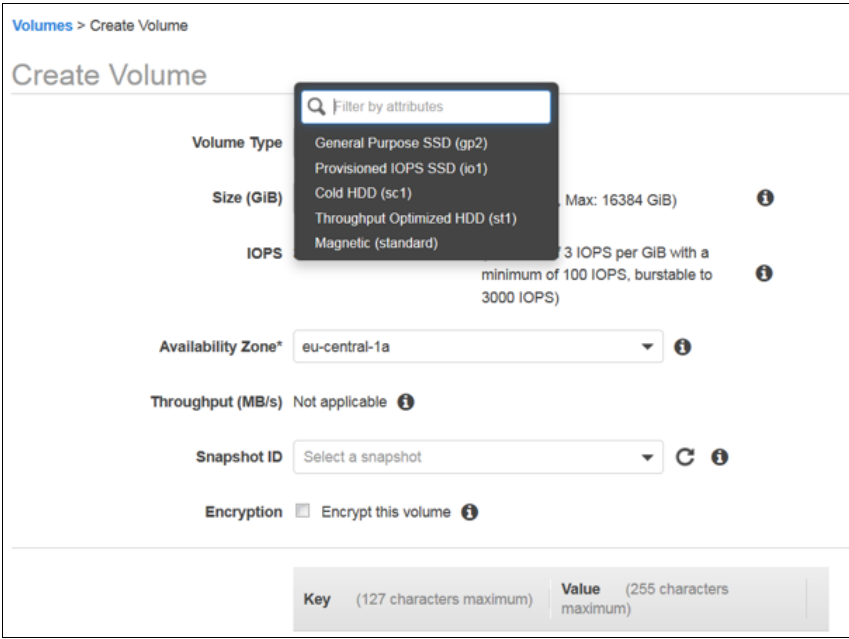 Volumes > Create Volume
Create Volume
Filter by attributes
Volume Type
General Purpose SSD (gp2)
Provisioned IOPS SSD (io1)
Size (GiB)
Cold HDD (sc1)
, Max: 16384 GiB)
Throughput Optimized HDD (st1)
Magnetic (standard)
IOPS
/ 3 IOPS per GiB with a
minimum of 100 IOPS, burstable to
3000 IOPS)
Availability Zone* eu-central-1a
Throughput (MB/s) Not applicable
Snapshot ID Select a snapshot
Encryption Encrypt this volume
Key (127 characters maximum)
Value (255 characters
maximum)